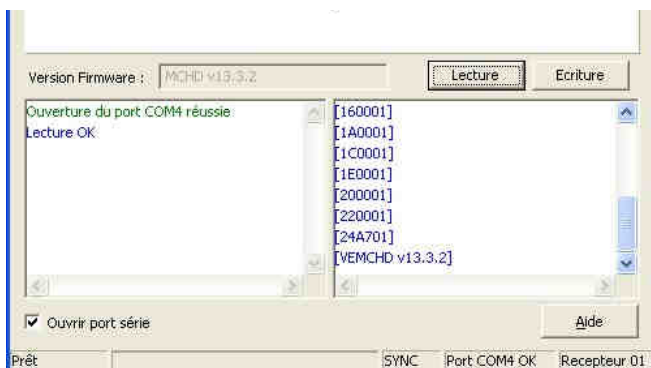 Version Firmware : MCHD v13.3.2 Lecture Ecriture
Ouverture du port COM4 réussie
Lecture OK
[160001]
[1A0001]
[1C0001]
[1E0001]
[200001]
[220001]
[24A701]
[VEMCHD v13.3.2]
Ouvrir port série Aide
Prêt SYNC Port COM4 OK Recepteur 01